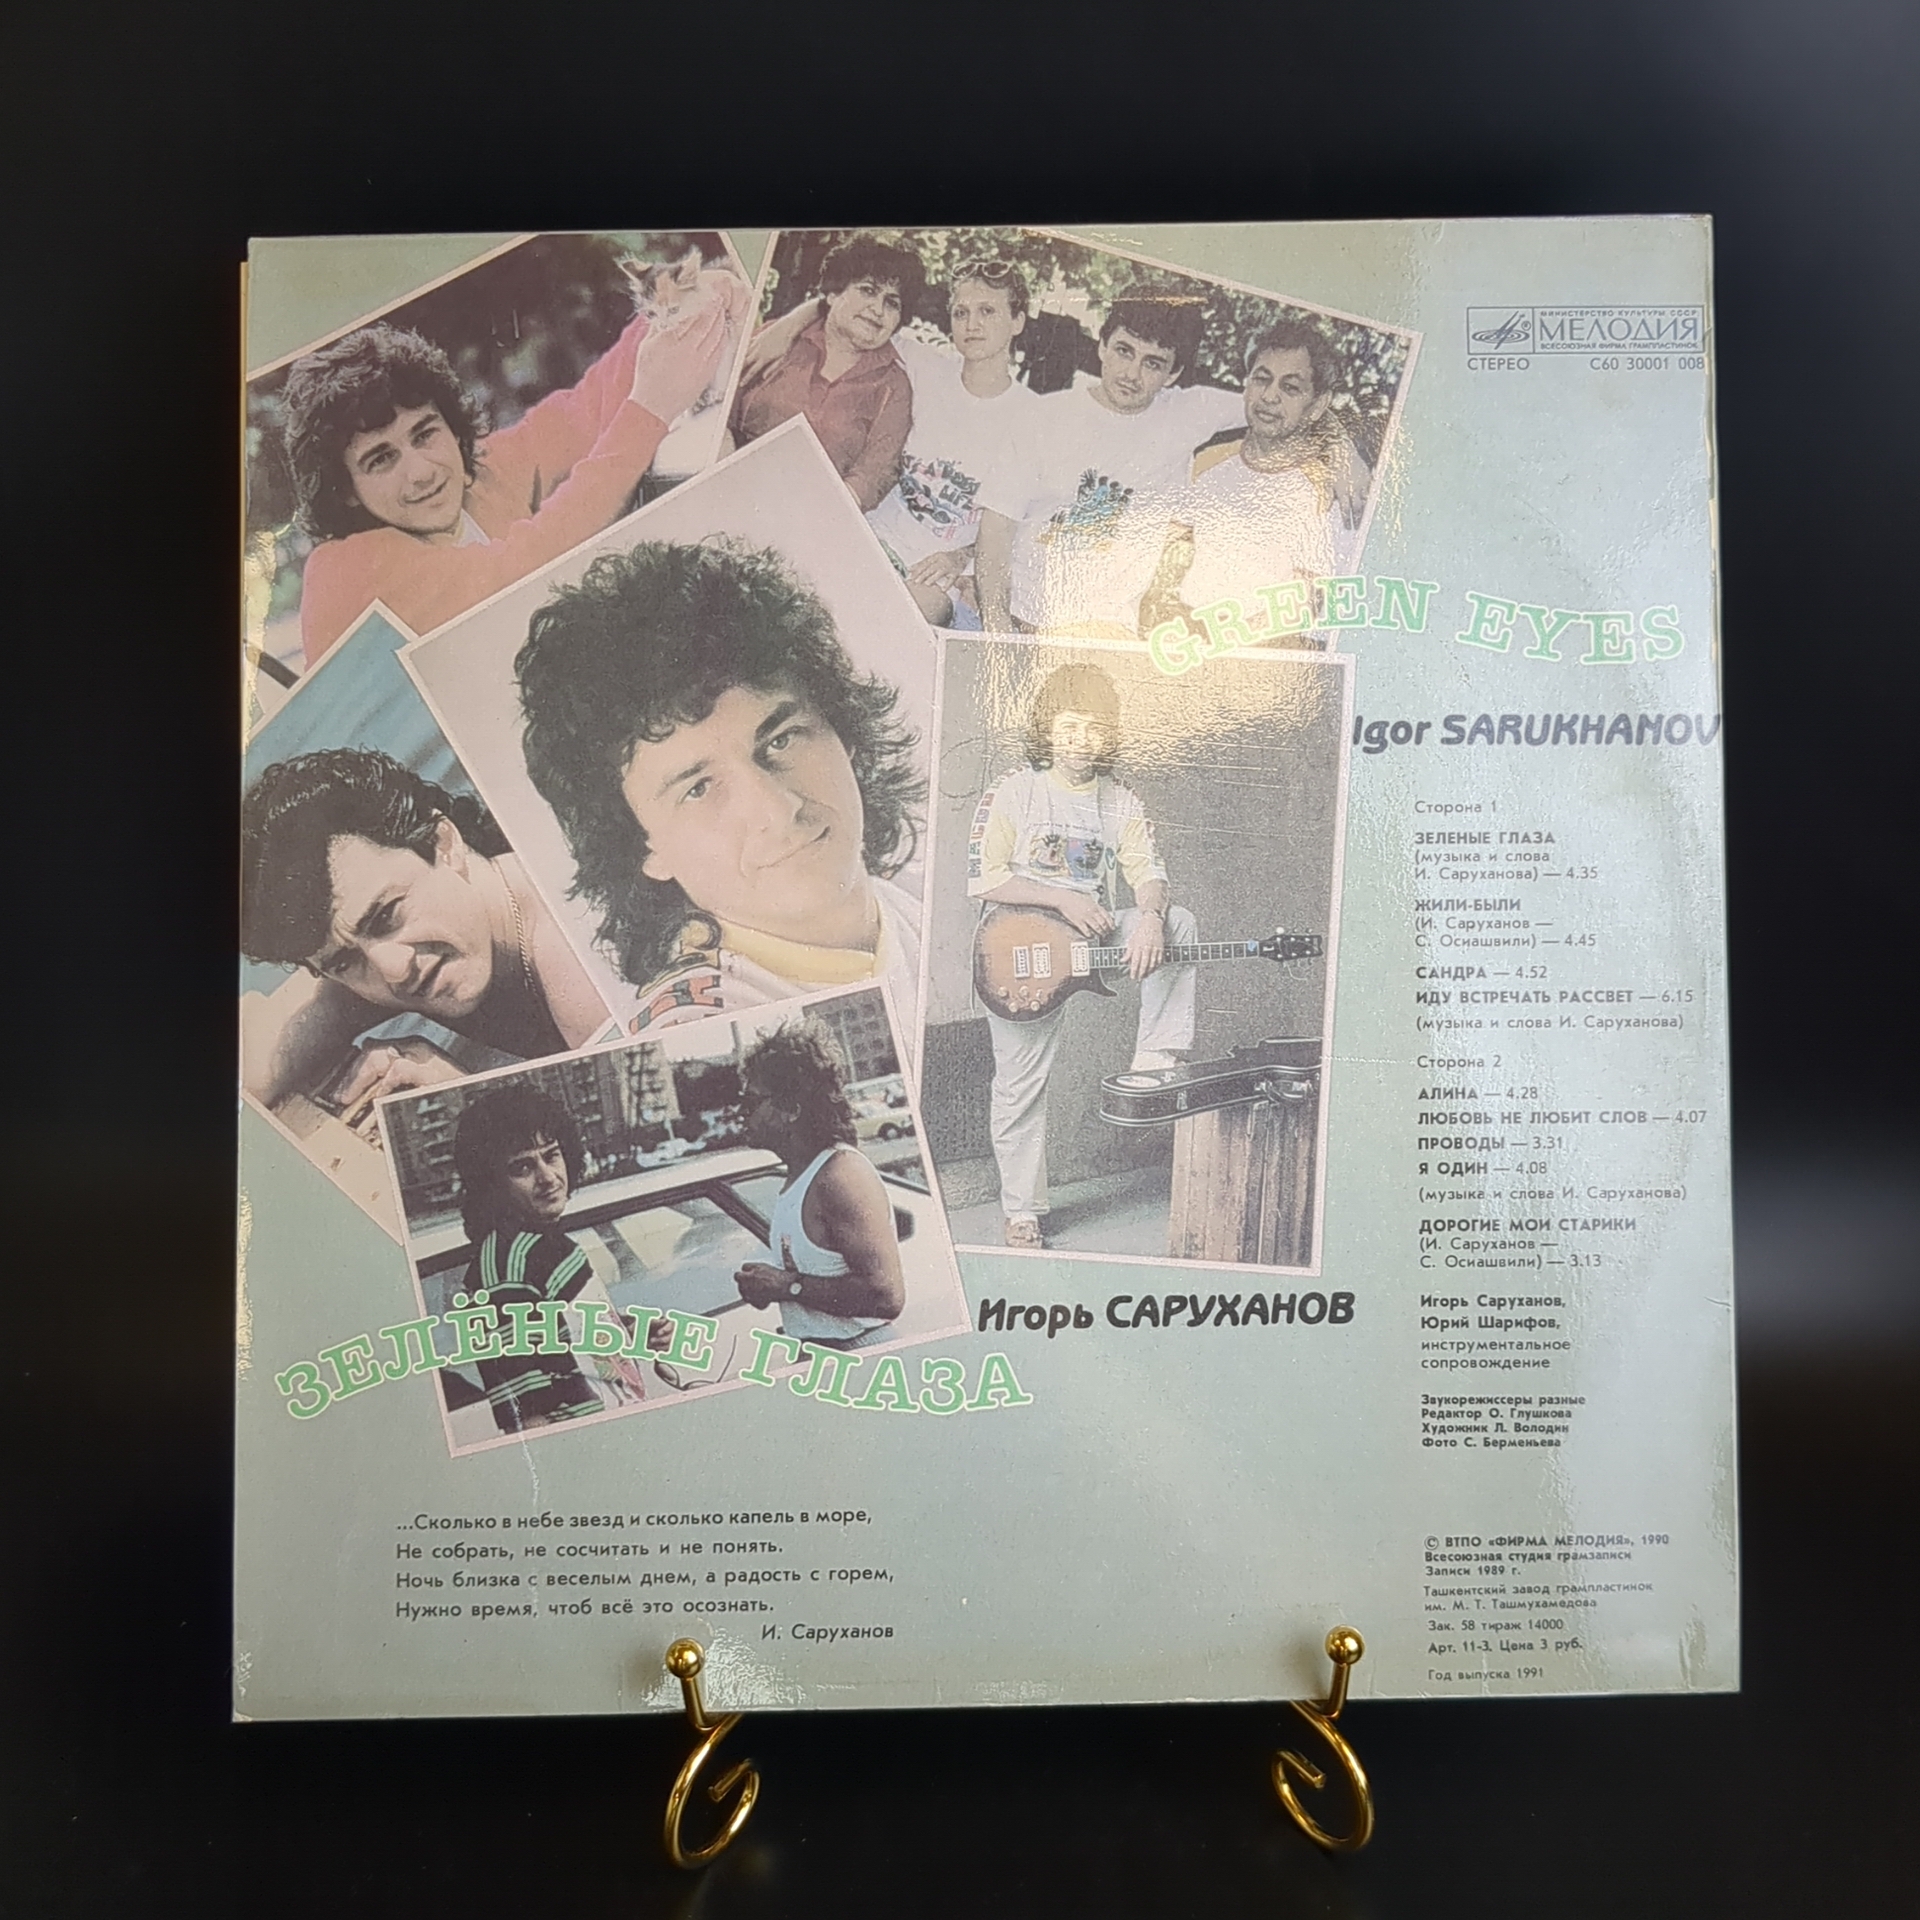 МИНИСТЕРСТВО КУЛЬТУРЫ СССР
МЕЛОДИЯ
ВСЕСОЮЗНАЯ ФИРМА ГРАМПЛАСТИНОК
СТЕРЕО С60 30001 008
GREEN EYES
Igor SARUKHANOV
Сторона 1
ЗЕЛЕНЫЕ ГЛАЗА
(музыка и слова
И. Саруханова) — 4.35
ЖИЛИ-БЫЛИ
(И. Саруханов —
С. Осиашвили) — 4.45
САНДРА — 4.52
ИДУ ВСТРЕЧАТЬ РАССВЕТ — 6.15
(музыка и слова И. Саруханова)
Сторона 2
АЛИНА — 4.28
ЛЮБОВЬ НЕ ЛЮБИТ СЛОВ — 4.07
ПРОВОДЫ — 3.31
Я ОДИН — 4.08
(музыка и слова И. Саруханова)
ДОРОГИЕ МОИ СТАРИКИ
(И. Саруханов —
С. Осиашвили) — 3.13
Игорь Саруханов,
Юрий Шарифов,
инструментальное
сопровождение
Звукорежиссеры разные
Редактор О. Глушкова
Художник Л. Володин
Фото С. Берменьева
© ВТПО «ФИРМА МЕЛОДИЯ», 1990
Всесоюзная студия грамзаписи
Записи 1989 г.
Ташкентский завод грампластинок
им. М. Т. Ташмухамедова
Зак. 58 тираж 14000
Арт. 11-3. Цена 3 руб.
Год выпуска 1991
Игорь САРУХАНОВ
ЗЕЛЁНЫЕ ГЛАЗА
...Сколько в небе звезд и сколько капель в море,
Не собрать, не сосчитать и не понять.
Ночь близка с веселым днем, а радость с горем,
Нужно время, чтоб всё это осознать.
И. Саруханов